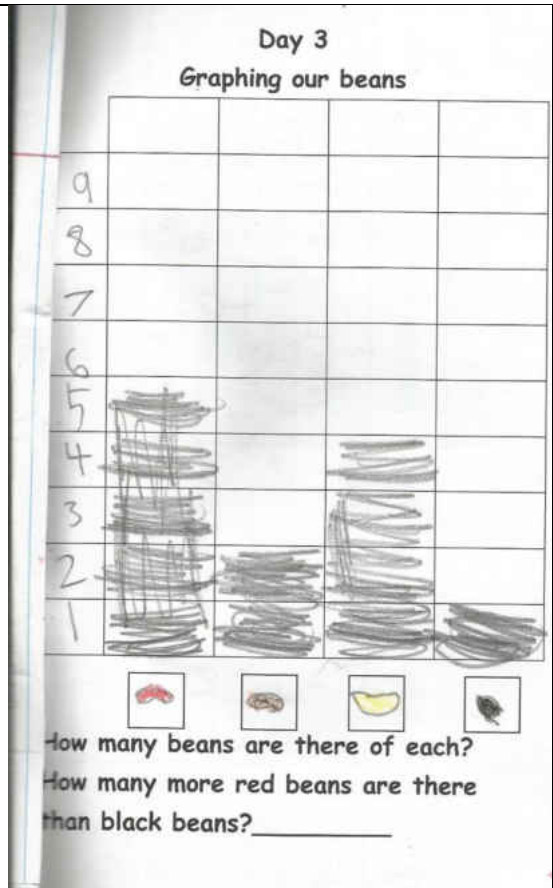 Day 3
Graphing our beans
9
8
7
6
5
4
3
2
1
How many beans are there of each?
How many more red beans are there
than black beans?__________